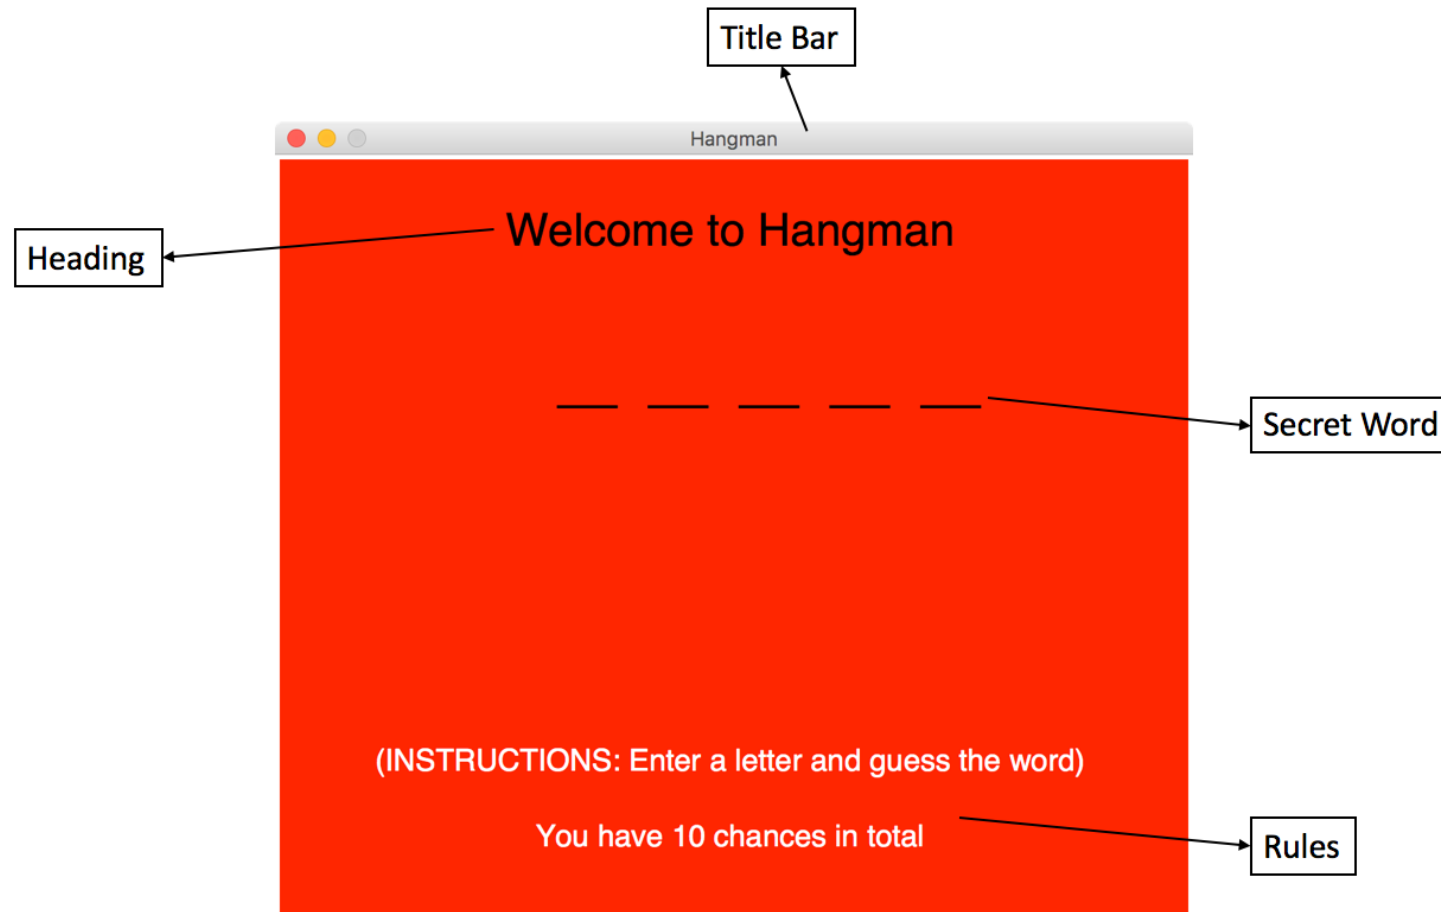 Title Bar
Hangman
Welcome to Hangman
Heading
Secret Word
(INSTRUCTIONS: Enter a letter and guess the word)
You have 10 chances in total
Rules